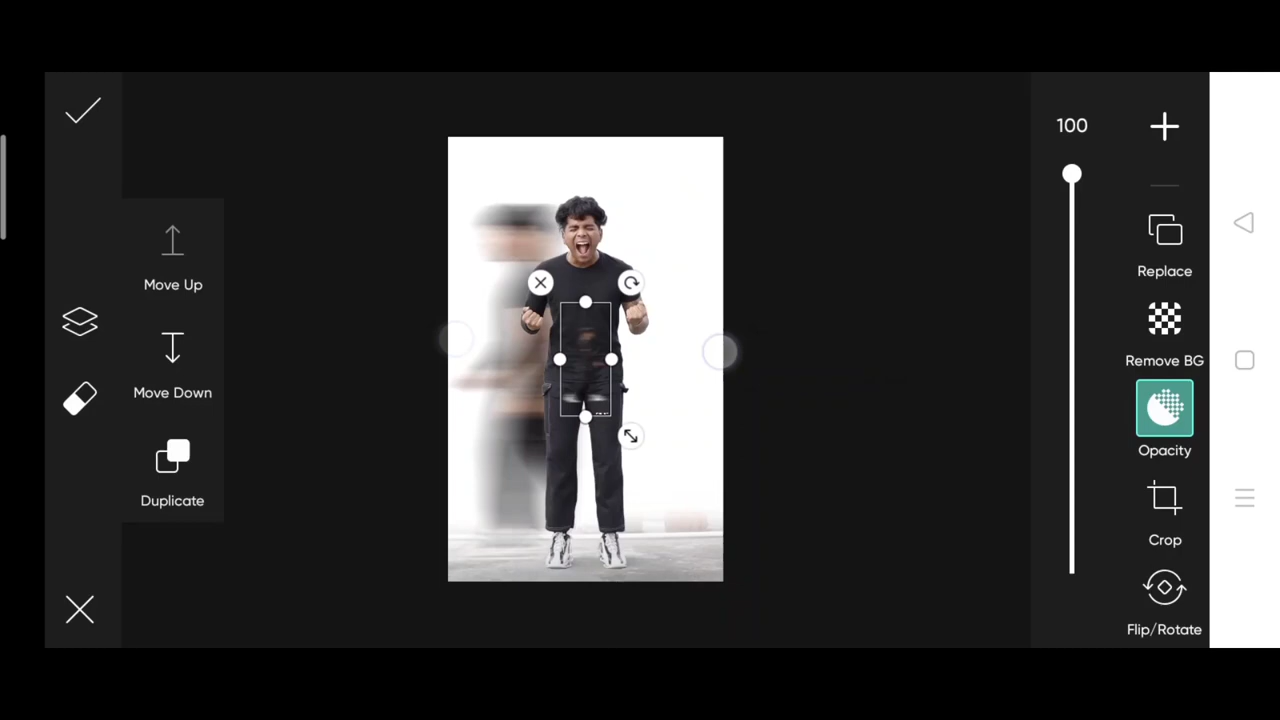 100
Move Up
Move Down
Duplicate
Replace
Remove BG
Opacity
Crop
Flip/Rotate